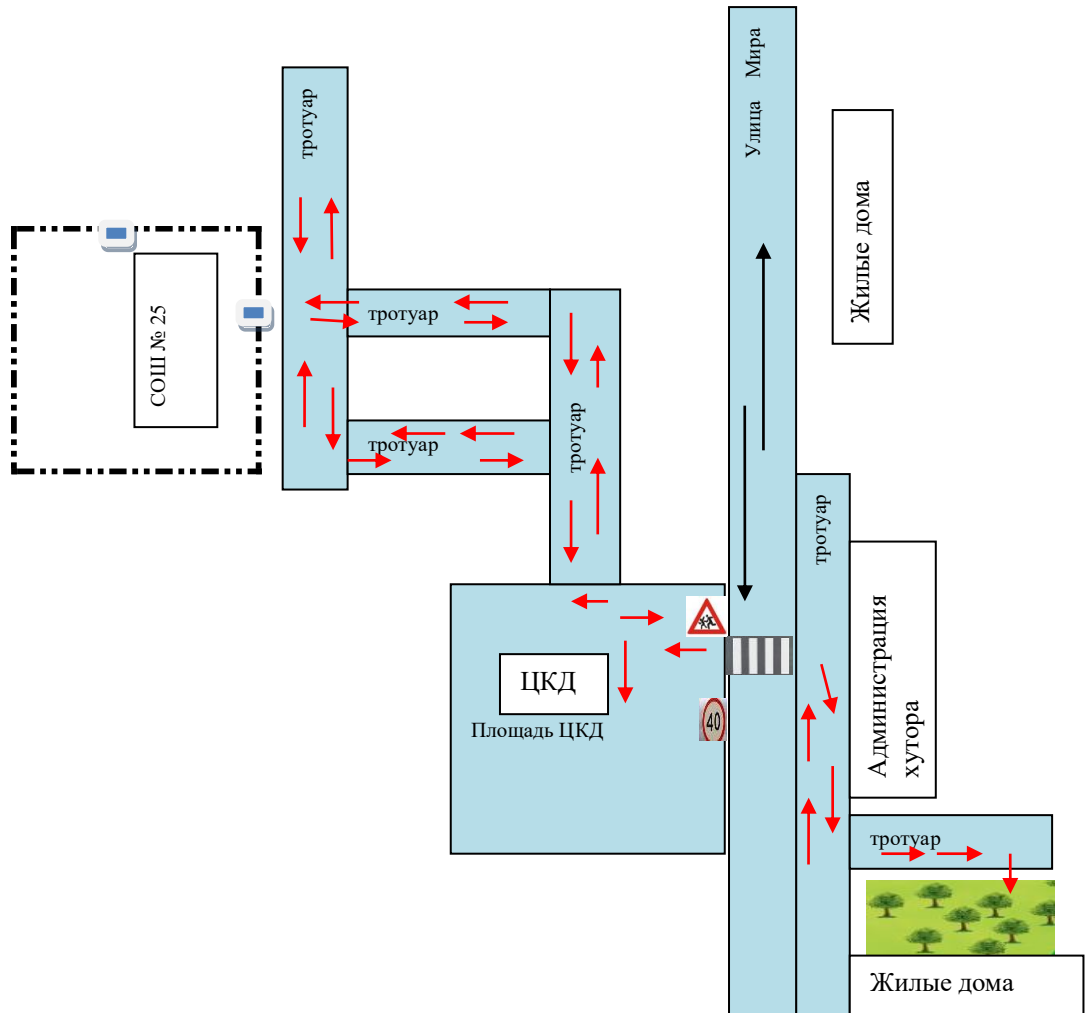 Улица Мира
тротуар
Жилые дома
СОШ № 25
тротуар
тротуар
тротуар
тротуар
Администрация
хутора
ЦКД
40
Площадь ЦКД
тротуар
Жилые дома